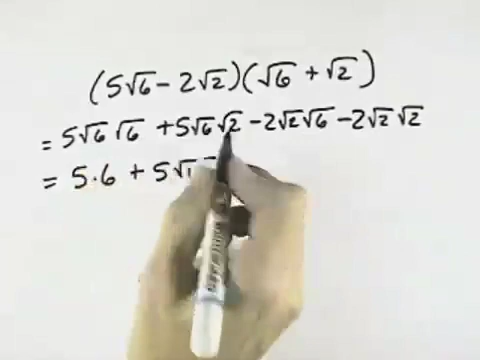 (5√6 - 2√2)(√6 + √2)
= 5√6 √6 + 5√6 √2 - 2√2 √6 - 2√2 √2
= 5·6 + 5√1